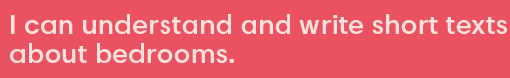 I can understand and write short texts
about bedrooms.